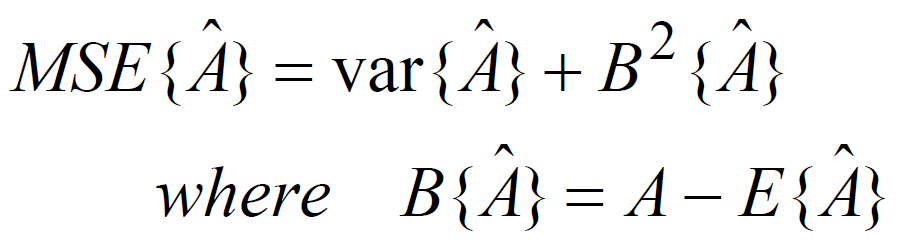 MSE{Â} = var{Â} + B²{Â}
where B{Â} = A − E{Â}